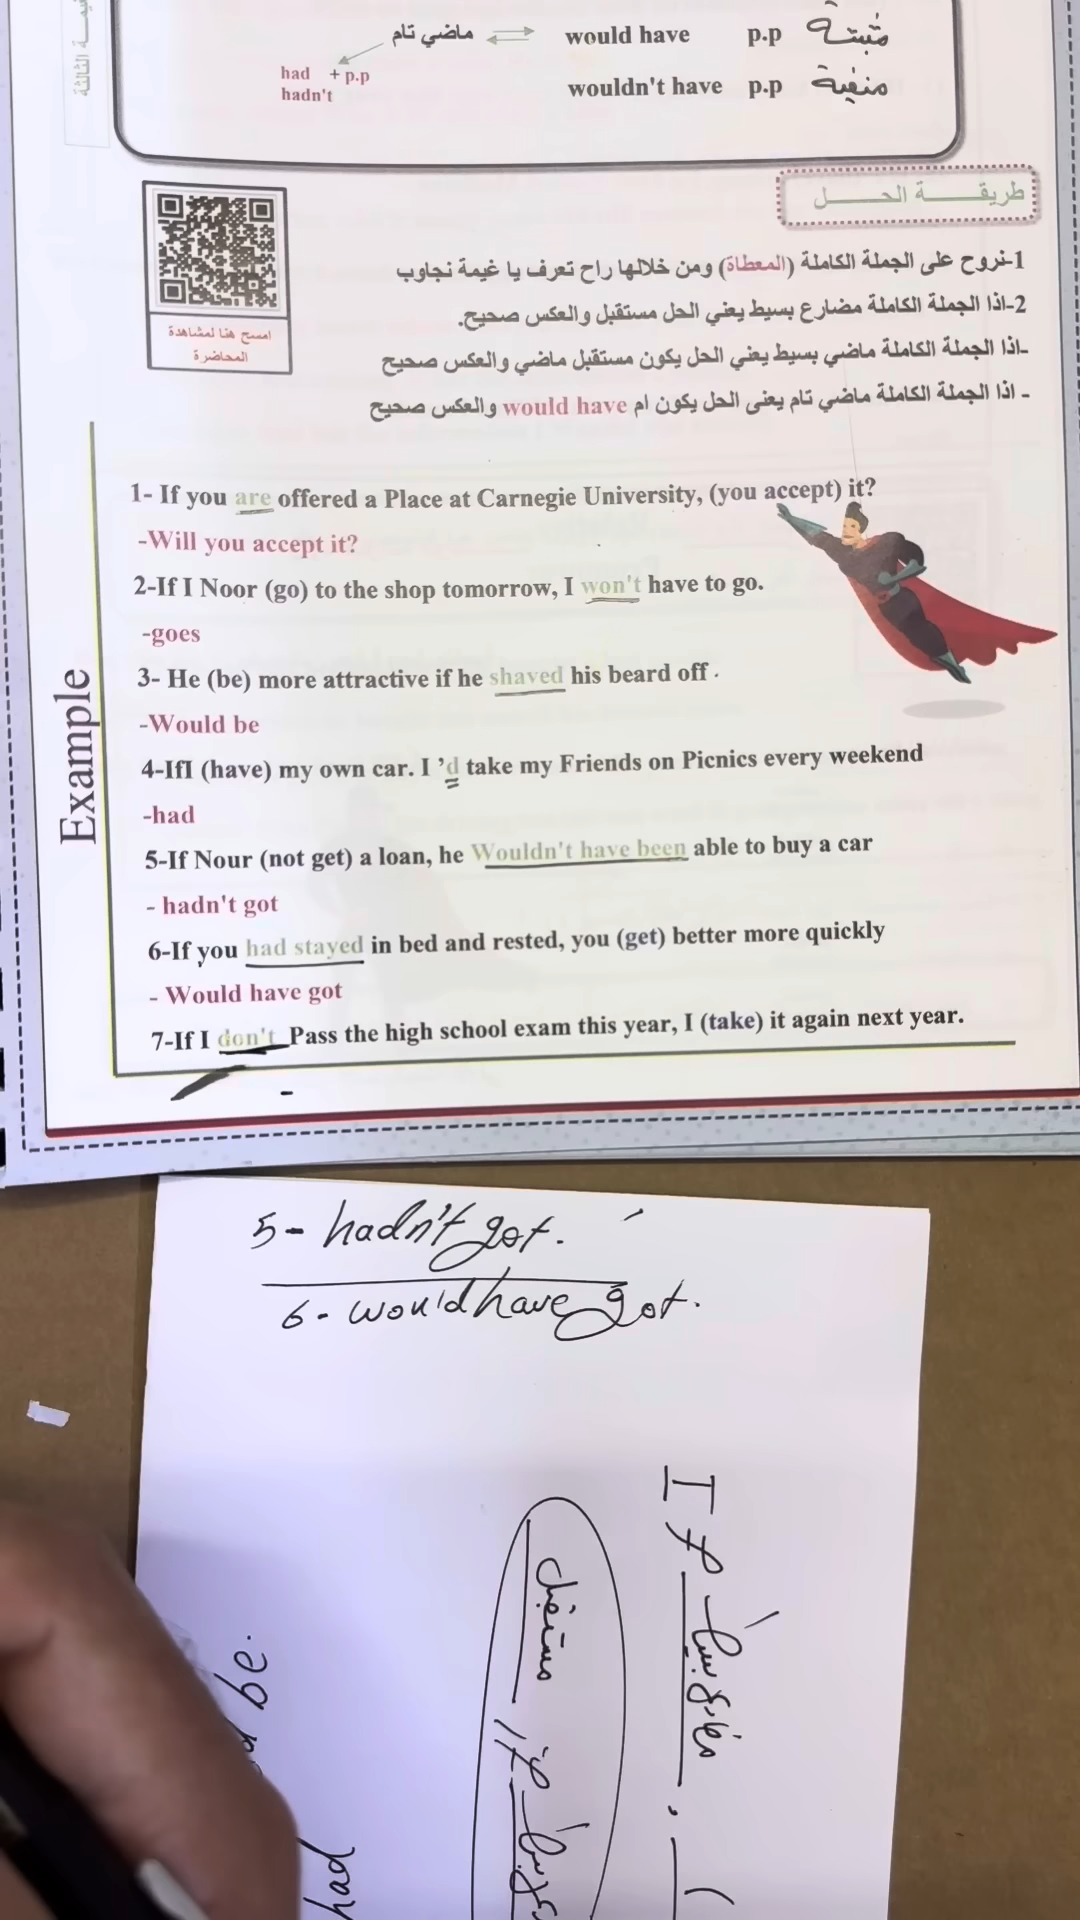 ماضي تام ⇌ would have p.p مثبتة
had + p.p
hadn't
wouldn't have p.p منفية
طريقة الحل
1-نروح على الجملة الكاملة (المعطاة) ومن خلالها راح تعرف يا غيمة نجاوب
2-اذا الجملة الكاملة مضارع بسيط يعني الحل مستقبل والعكس صحيح.
-اذا الجملة الكاملة ماضي بسيط يعني الحل يكون مستقبل ماضي والعكس صحيح
- اذا الجملة الكاملة ماضي تام يعنى الحل يكون ام would have والعكس صحيح
امسح هنا لمشاهدة
المحاضرة
Example
1- If you are offered a Place at Carnegie University, (you accept) it?
-Will you accept it?
2-If I Noor (go) to the shop tomorrow, I won't have to go.
-goes
3- He (be) more attractive if he shaved his beard off .
-Would be
4-IfI (have) my own car. I ’d take my Friends on Picnics every weekend
-had
5-If Nour (not get) a loan, he Wouldn't have been able to buy a car
- hadn't got
6-If you had stayed in bed and rested, you (get) better more quickly
- Would have got
7-If I don't Pass the high school exam this year, I (take) it again next year.
-
5- hadn't got.
6- would have got.
If مضارع بسيط ,
مستقبل if
be.
had